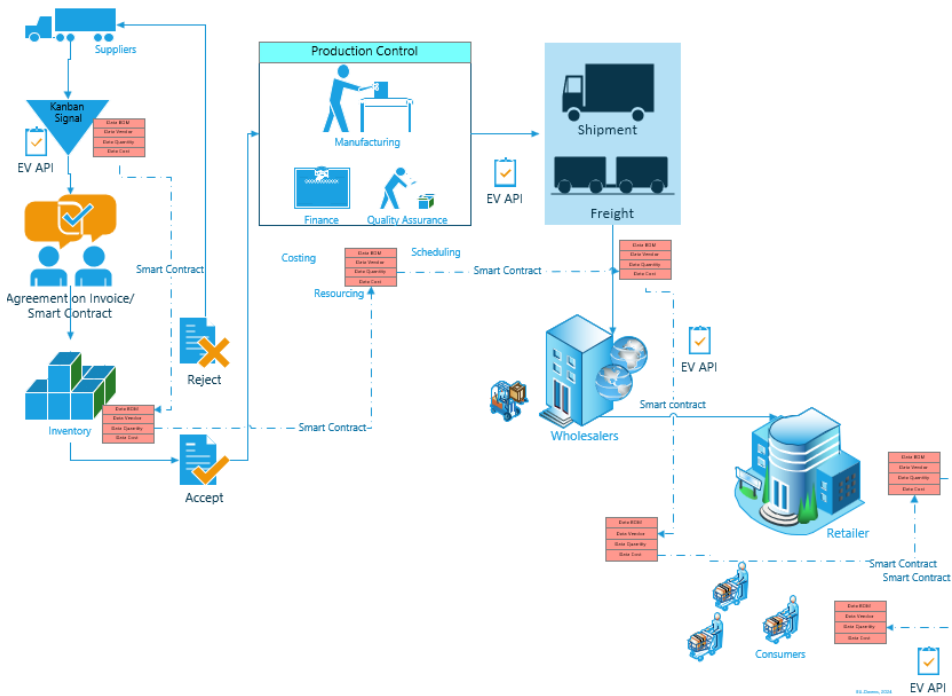 Suppliers
Kanban
Signal
Data BOM
Data Vendor
Data Quantity
Data Cost
EV API
Smart Contract
Agreement on Invoice/
Smart Contract
Reject
Inventory
Data BOM
Data Vendor
Data Quantity
Data Cost
Smart Contract
Accept
Production Control
Manufacturing
Finance
Quality Assurance
EV API
Shipment
Freight
Costing
Data BOM
Data Vendor
Data Quantity
Data Cost
Scheduling
Resourcing
Smart Contract
Data BOM
Data Vendor
Data Quantity
Data Cost
EV API
Wholesalers
Smart contract
Retailer
Data BOM
Data Vendor
Data Quantity
Data Cost
Data BOM
Data Vendor
Data Quantity
Data Cost
Smart Contract
Smart Contract
Consumers
Data BOM
Data Vendor
Data Quantity
Data Cost
EV API